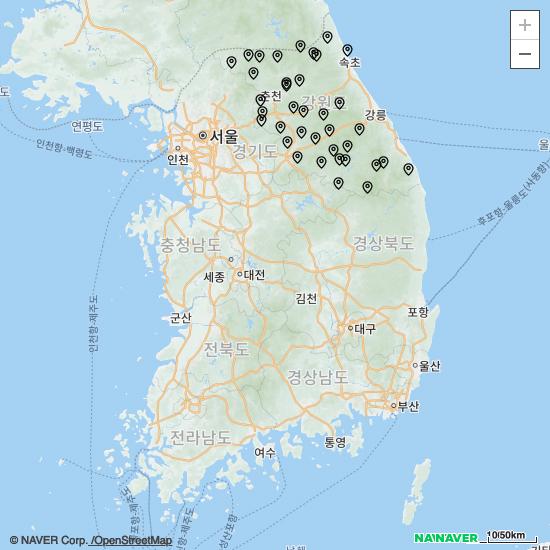 +
−
속초
춘천
강원
강릉
연평도
서울
인천항-백령도
인천
경기도
울
후포항-울릉도(사동항)
충청남도
경상북도
세종
대전
인천항-제주도
김천
군산
포항
대구
전북도
울산
경상남도
부산
전라남도
여수
통영
© NAVER Corp. /OpenStreetMap
NAVER
10/50km